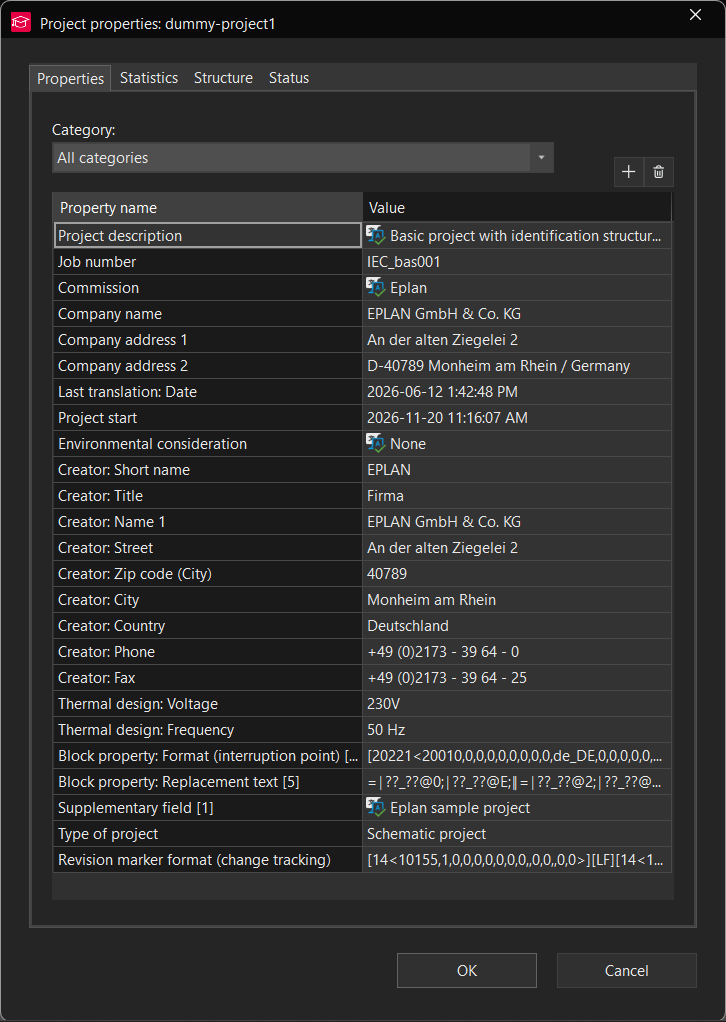 Project properties: dummy-project1
Properties Statistics Structure Status
Category:
All categories
Property name Value
Project description Basic project with identification structur...
Job number IEC_bas001
Commission Eplan
Company name EPLAN GmbH & Co. KG
Company address 1 An der alten Ziegelei 2
Company address 2 D-40789 Monheim am Rhein / Germany
Last translation: Date 2026-06-12 1:42:48 PM
Project start 2026-11-20 11:16:07 AM
Environmental consideration None
Creator: Short name EPLAN
Creator: Title Firma
Creator: Name 1 EPLAN GmbH & Co. KG
Creator: Street An der alten Ziegelei 2
Creator: Zip code (City) 40789
Creator: City Monheim am Rhein
Creator: Country Deutschland
Creator: Phone +49 (0)2173 - 39 64 - 0
Creator: Fax +49 (0)2173 - 39 64 - 25
Thermal design: Voltage 230V
Thermal design: Frequency 50 Hz
Block property: Format (interruption point) [... [20221<20010,0,0,0,0,0,0,0,0,de_DE,0,0,0,0,0,...
Block property: Replacement text [5] =|??_??@0;|??_??@E;‖=|??_??@2;|??_??@...
Supplementary field [1] Eplan sample project
Type of project Schematic project
Revision marker format (change tracking) [14<10155,1,0,0,0,0,0,0,0,,0,0,,0,0>][LF][14<1...
OK Cancel